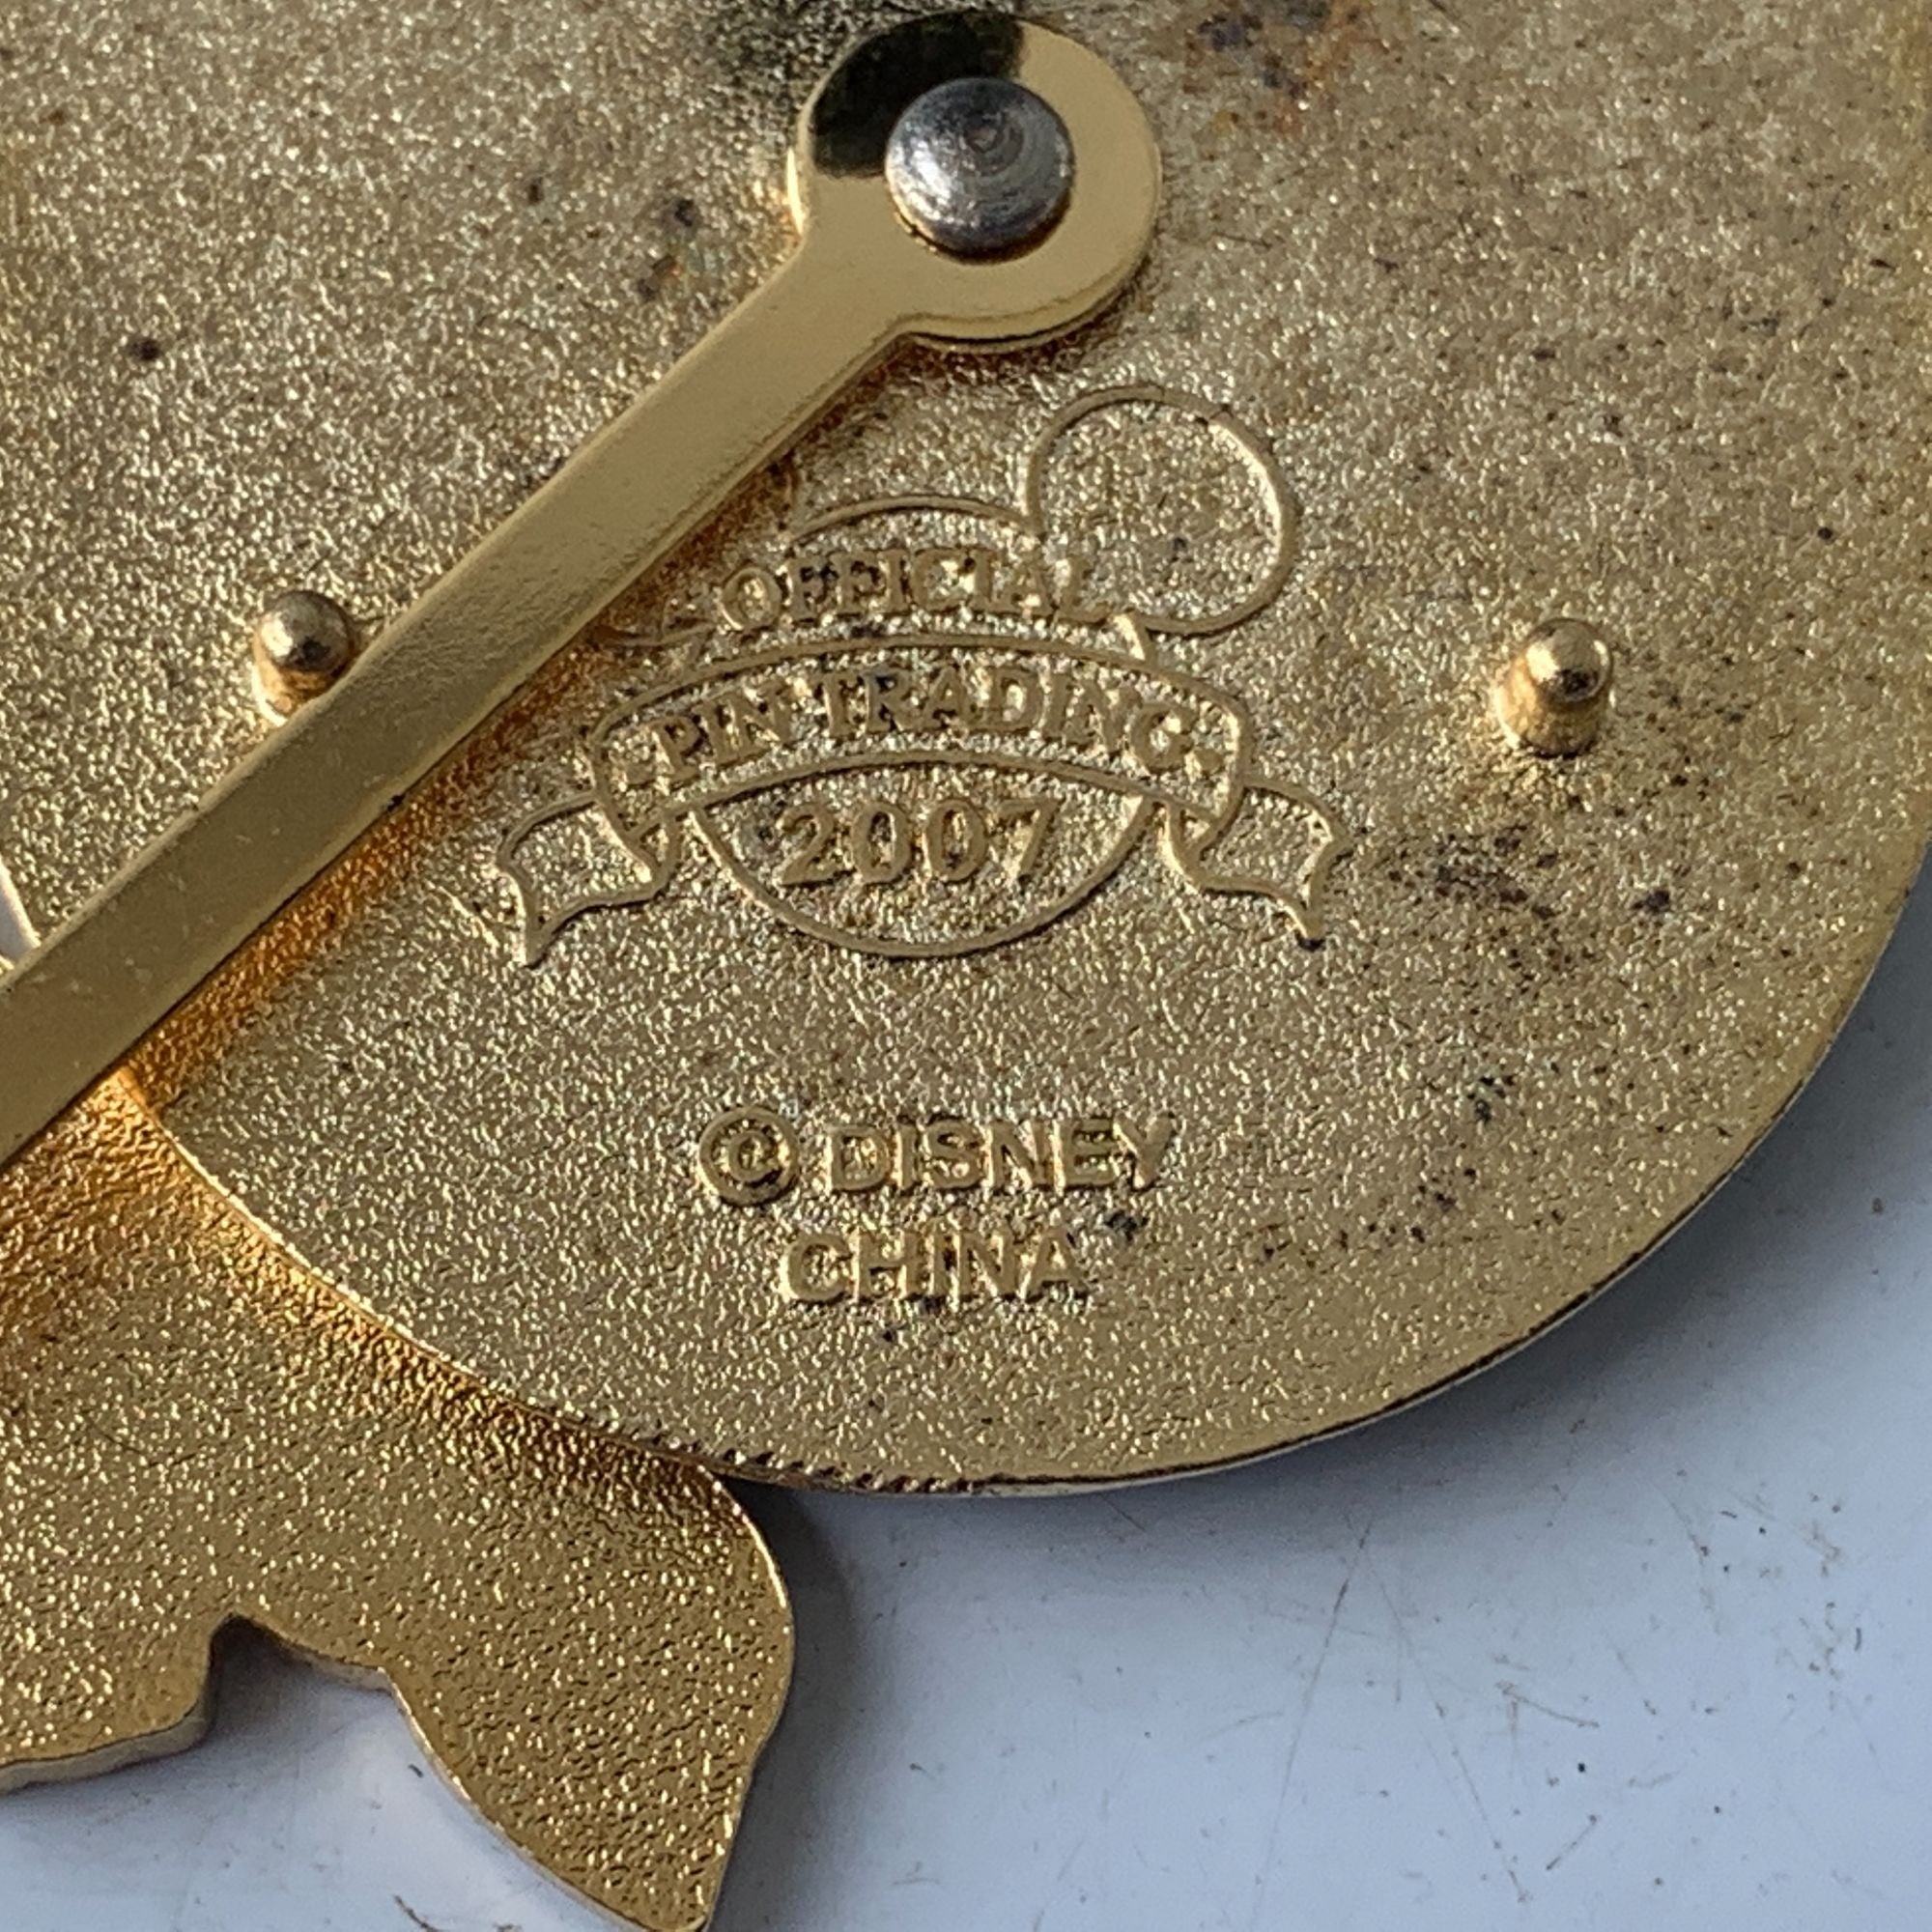 OFFICIAL
·PIN TRADING·
2007
© DISNEY
CHINA